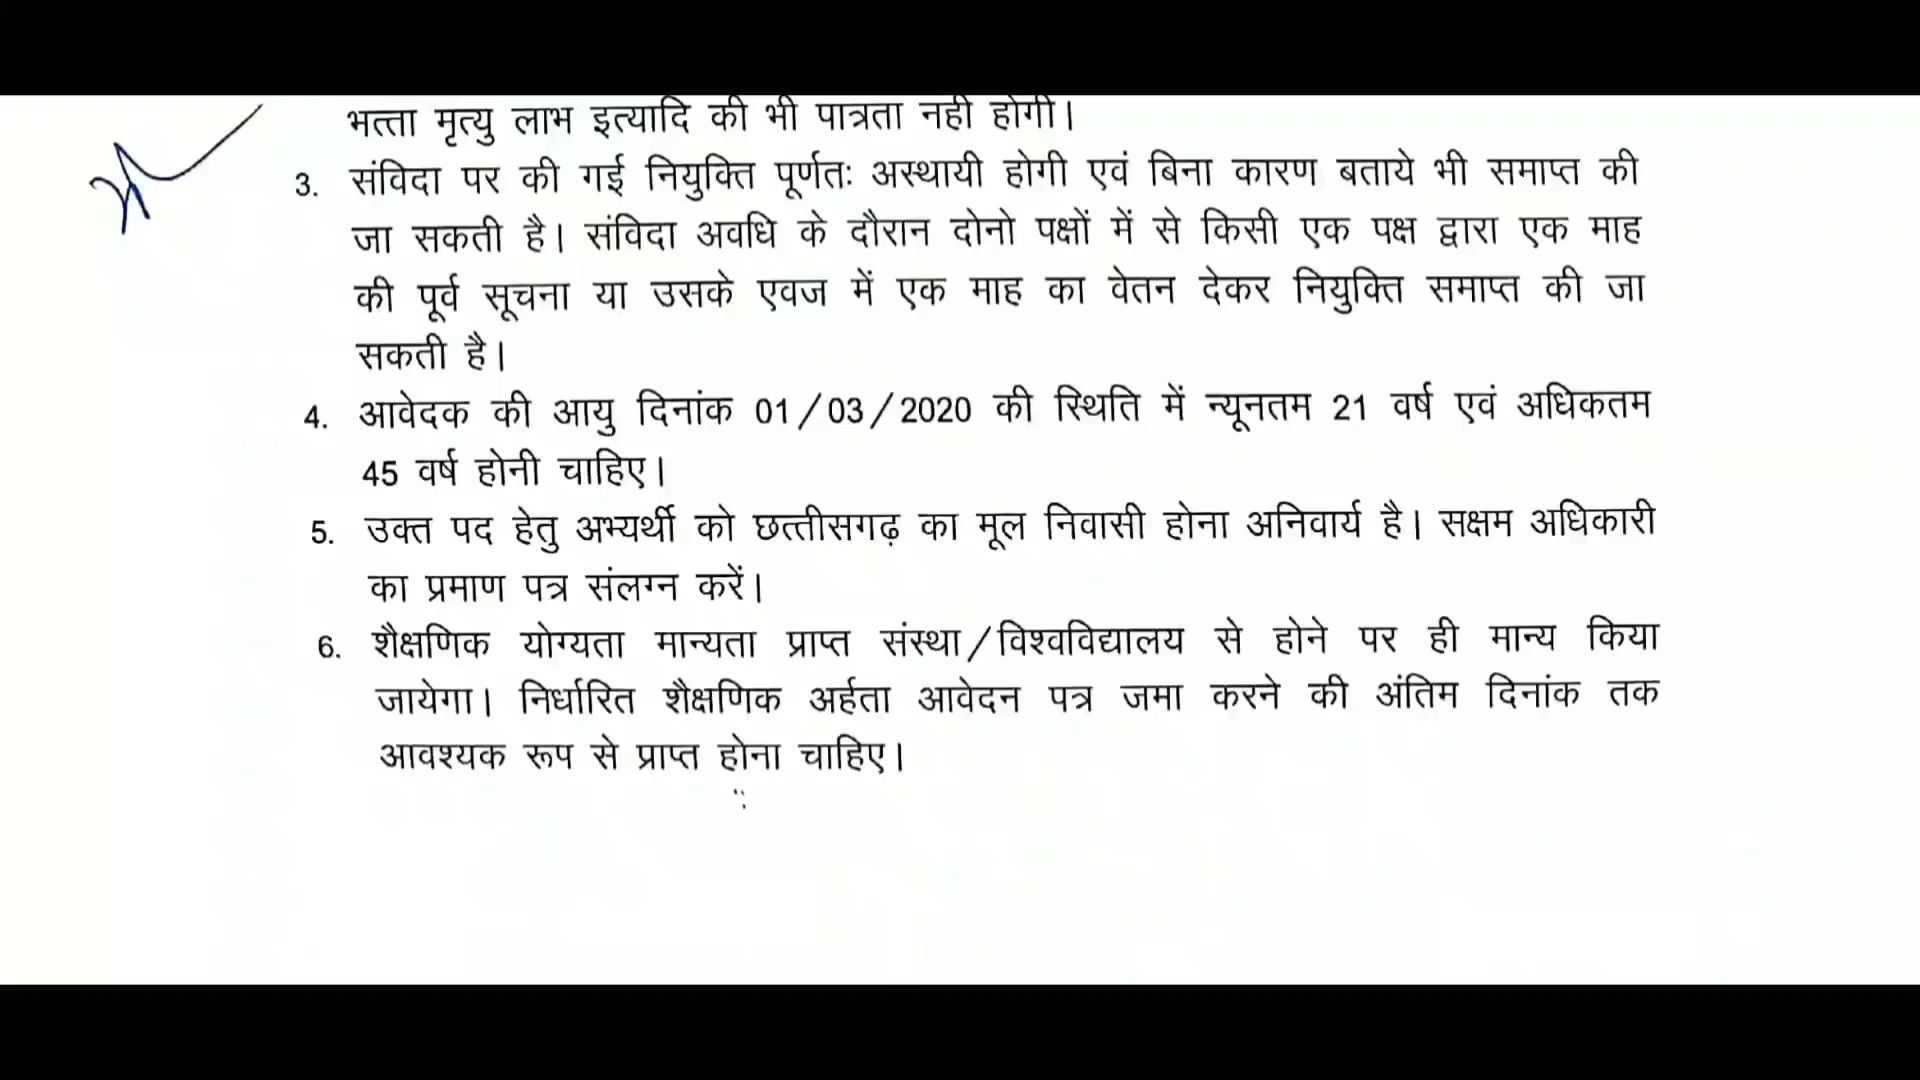 भत्ता मृत्यु लाभ इत्यादि की भी पात्रता नही होगी।
3. संविदा पर की गई नियुक्ति पूर्णतः अस्थायी होगी एवं बिना कारण बताये भी समाप्त की
जा सकती है। संविदा अवधि के दौरान दोनो पक्षों में से किसी एक पक्ष द्वारा एक माह
की पूर्व सूचना या उसके एवज में एक माह का वेतन देकर नियुक्ति समाप्त की जा
सकती है।
4. आवेदक की आयु दिनांक 01/03/2020 की स्थिति में न्यूनतम 21 वर्ष एवं अधिकतम
45 वर्ष होनी चाहिए।
5. उक्त पद हेतु अभ्यर्थी को छत्तीसगढ़ का मूल निवासी होना अनिवार्य है। सक्षम अधिकारी
का प्रमाण पत्र संलग्न करें।
6. शैक्षणिक योग्यता मान्यता प्राप्त संस्था/विश्वविद्यालय से होने पर ही मान्य किया
जायेगा। निर्धारित शैक्षणिक अर्हता आवेदन पत्र जमा करने की अंतिम दिनांक तक
आवश्यक रूप से प्राप्त होना चाहिए।